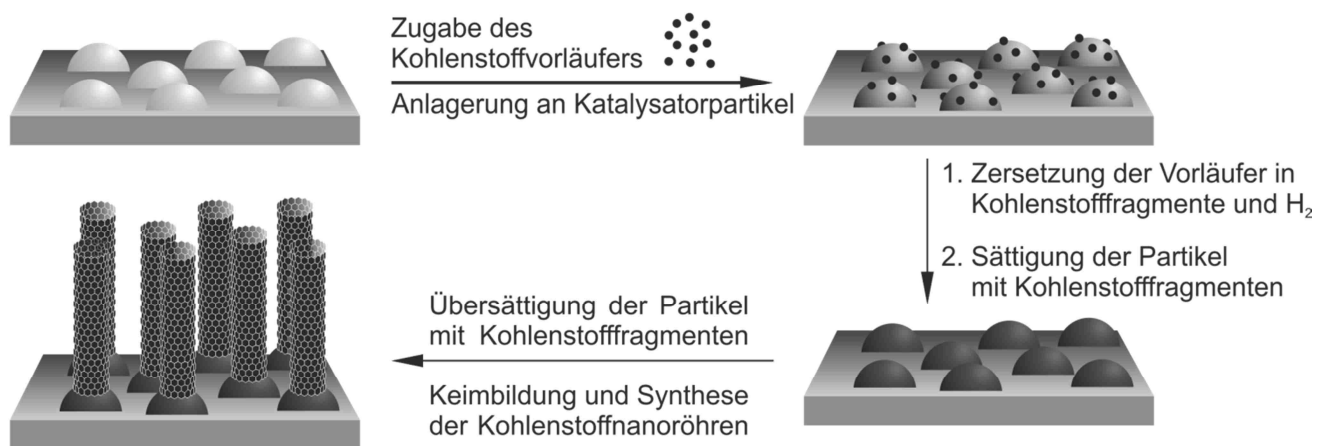 Zugabe des
Kohlenstoffvorläufers
Anlagerung an Katalysatorpartikel
1. Zersetzung der Vorläufer in
Kohlenstofffragmente und H₂
2. Sättigung der Partikel
mit Kohlenstofffragmenten
Übersättigung der Partikel
mit Kohlenstofffragmenten
Keimbildung und Synthese
der Kohlenstoffnanoröhren